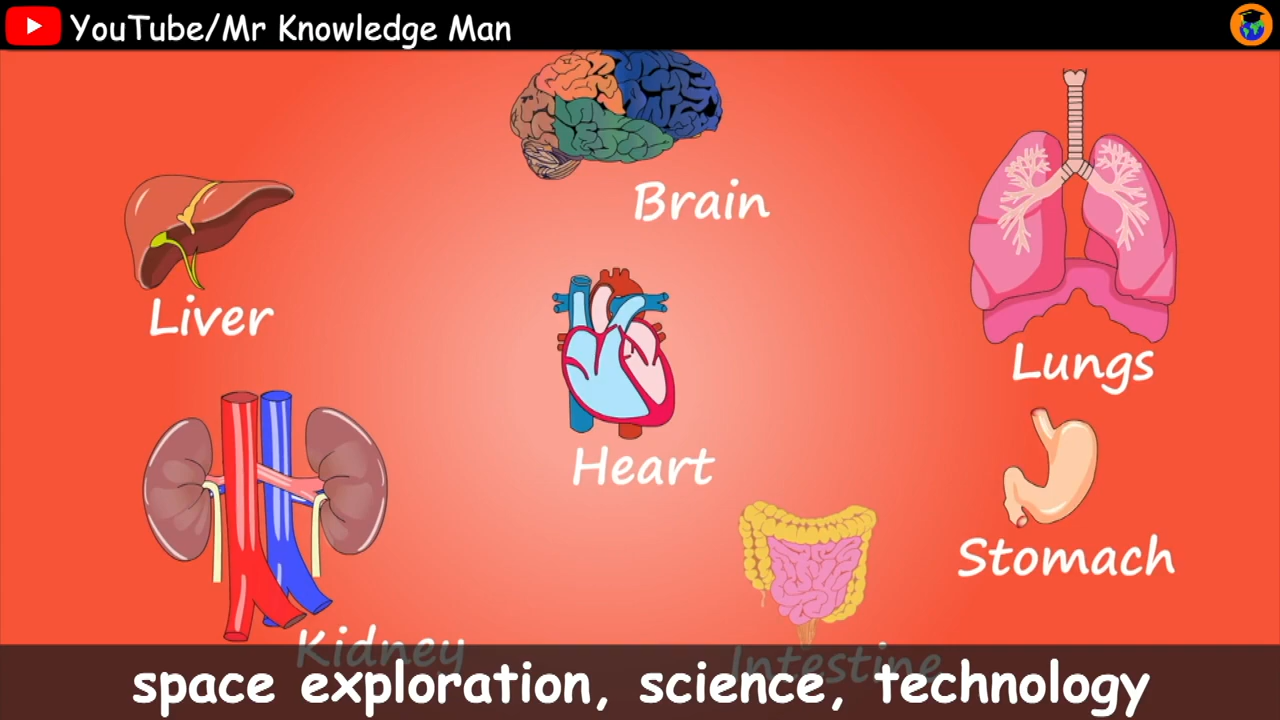 YouTube/Mr Knowledge Man
Brain
Liver
Lungs
Heart
Stomach
Kidney
Intestine
space exploration, science, technology